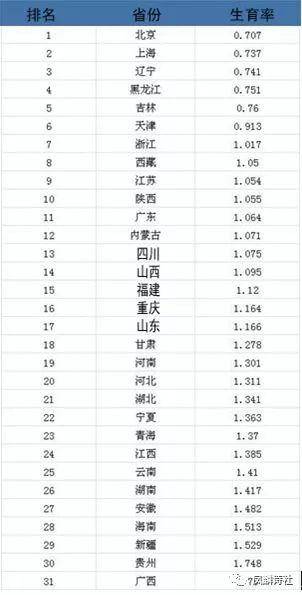 排名 省份 生育率
1 北京 0.707
2 上海 0.737
3 辽宁 0.741
4 黑龙江 0.751
5 吉林 0.76
6 天津 0.913
7 浙江 1.017
8 西藏 1.05
9 江苏 1.054
10 陕西 1.055
11 广东 1.064
12 内蒙古 1.071
13 四川 1.075
14 山西 1.095
15 福建 1.12
16 重庆 1.164
17 山东 1.166
18 甘肃 1.278
19 河南 1.301
20 河北 1.311
21 湖北 1.341
22 宁夏 1.363
23 青海 1.37
24 江西 1.385
25 云南 1.41
26 湖南 1.417
27 安徽 1.482
28 海南 1.513
29 新疆 1.529
30 贵州 1.748
31 广西